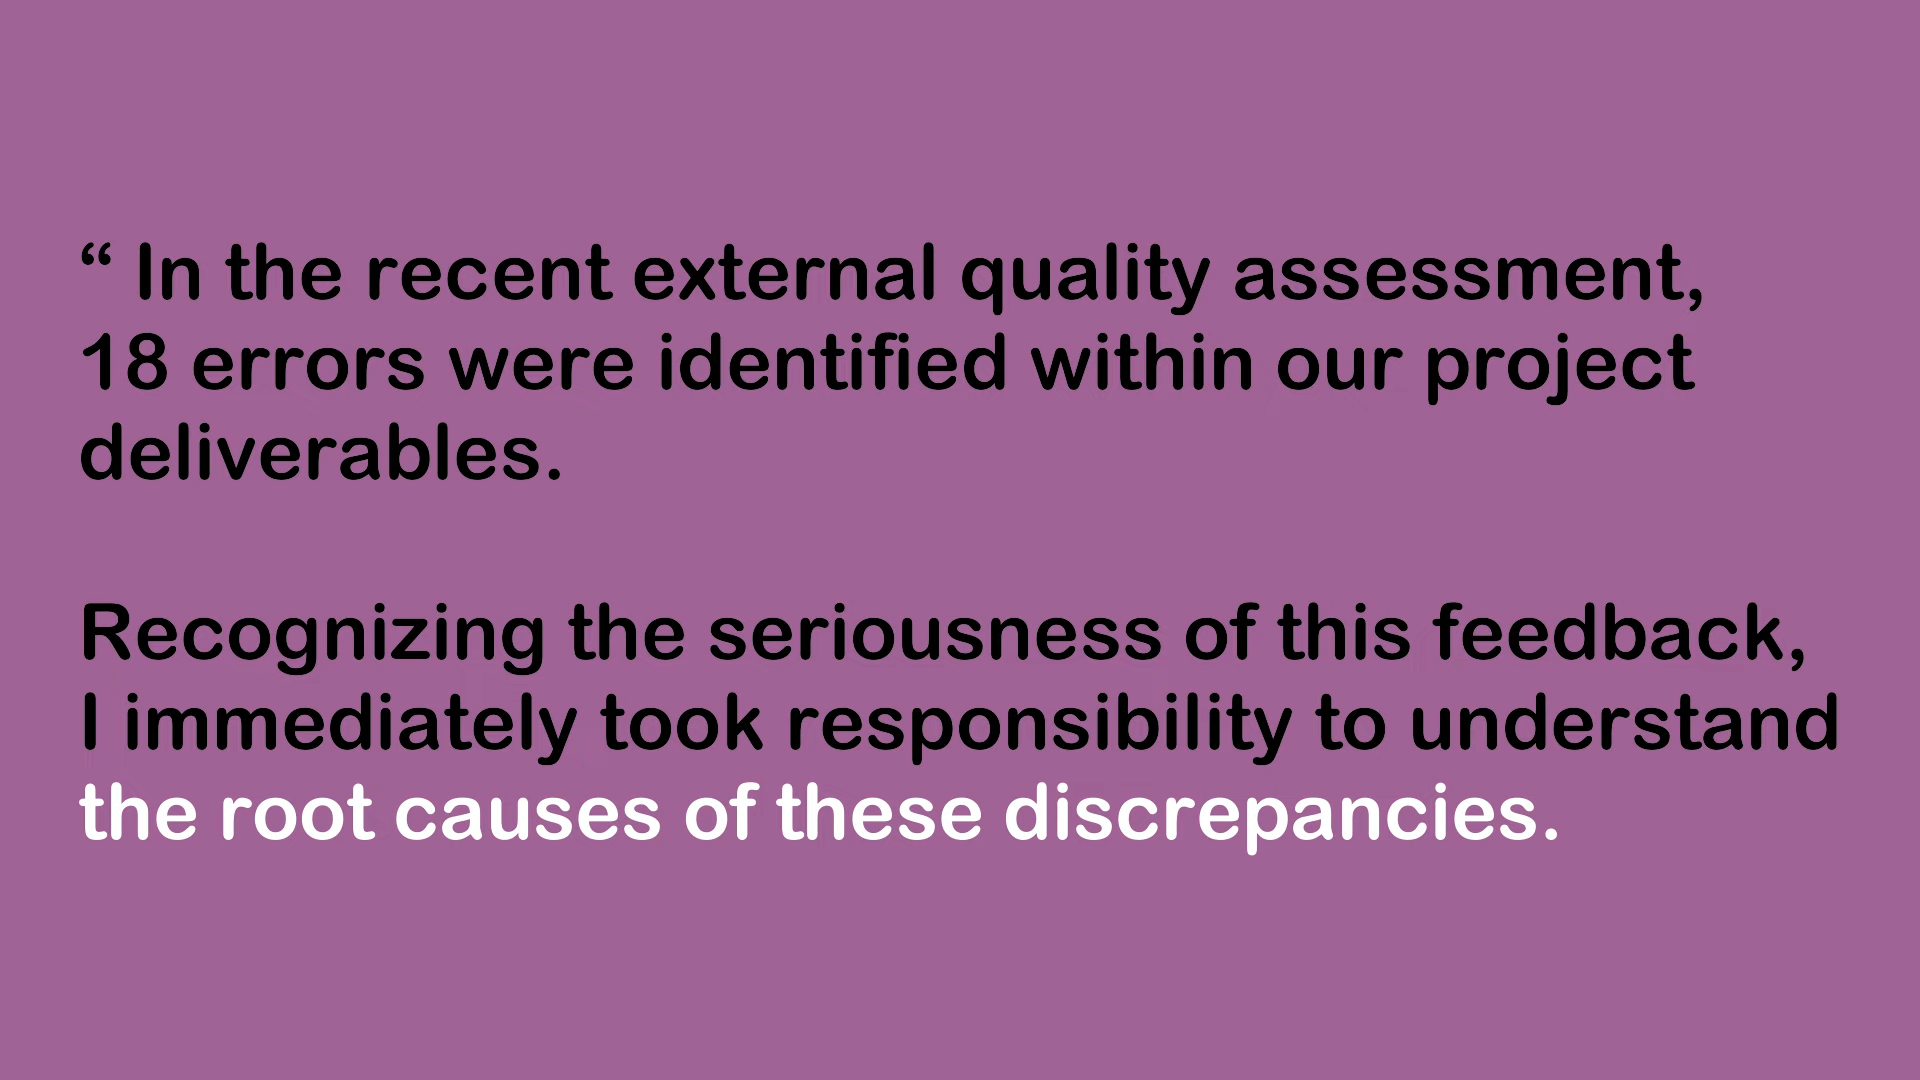 “ In the recent external quality assessment,
18 errors were identified within our project
deliverables.
Recognizing the seriousness of this feedback,
I immediately took responsibility to understand
the root causes of these discrepancies.